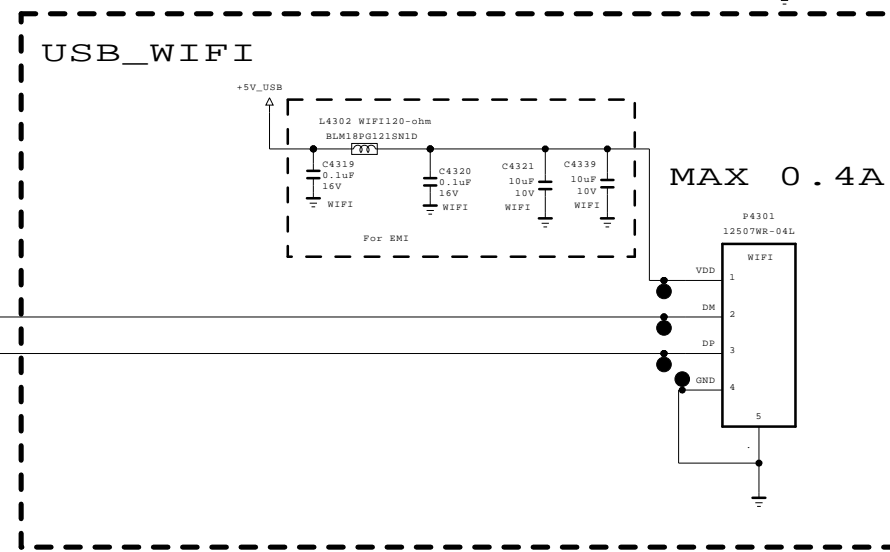 USB_WIFI
+5V_USB
L4302 WIFI120-ohm
BLM18PG121SN1D
C4319
0.1uF
16V
WIFI
C4320
0.1uF
16V
WIFI
C4321
10uF
10V
WIFI
C4339
10uF
10V
WIFI
For EMI
MAX 0.4A
P4301
12507WR-04L
WIFI
VDD
1
DM
2
DP
3
GND
4
5
.